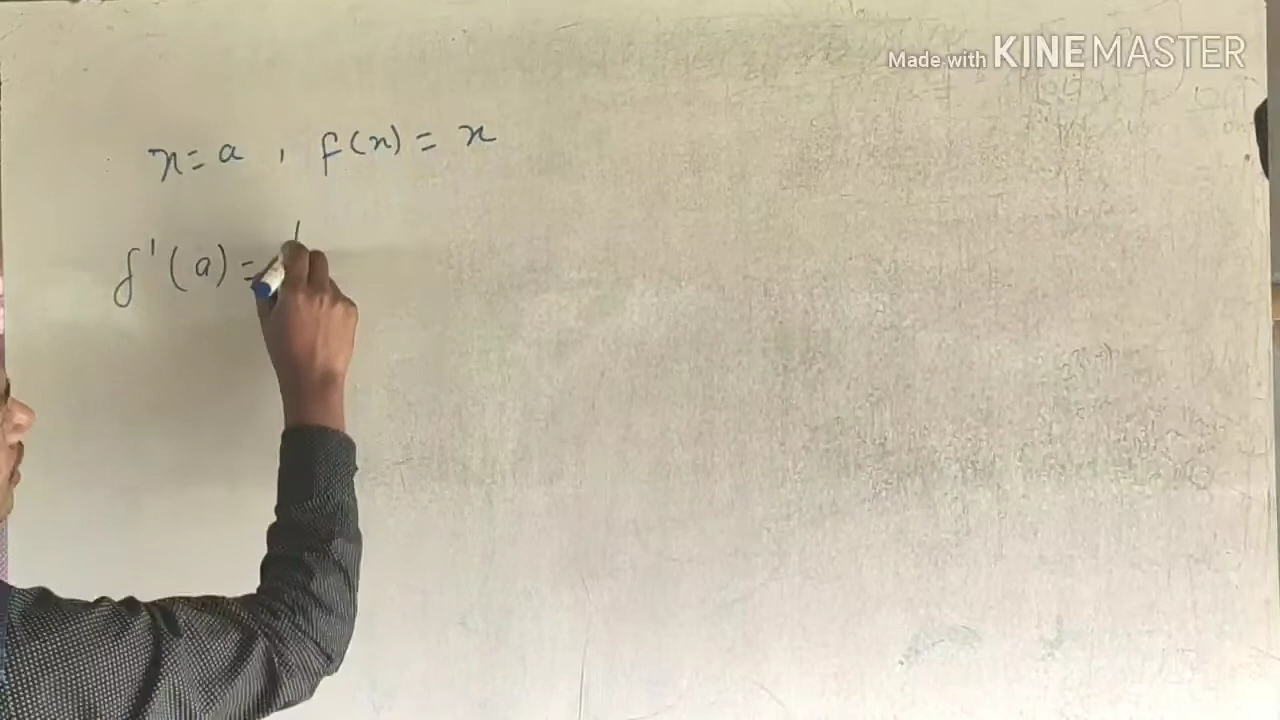 Made with KINEMASTER
x = a , f(x) = x
f'(a) =